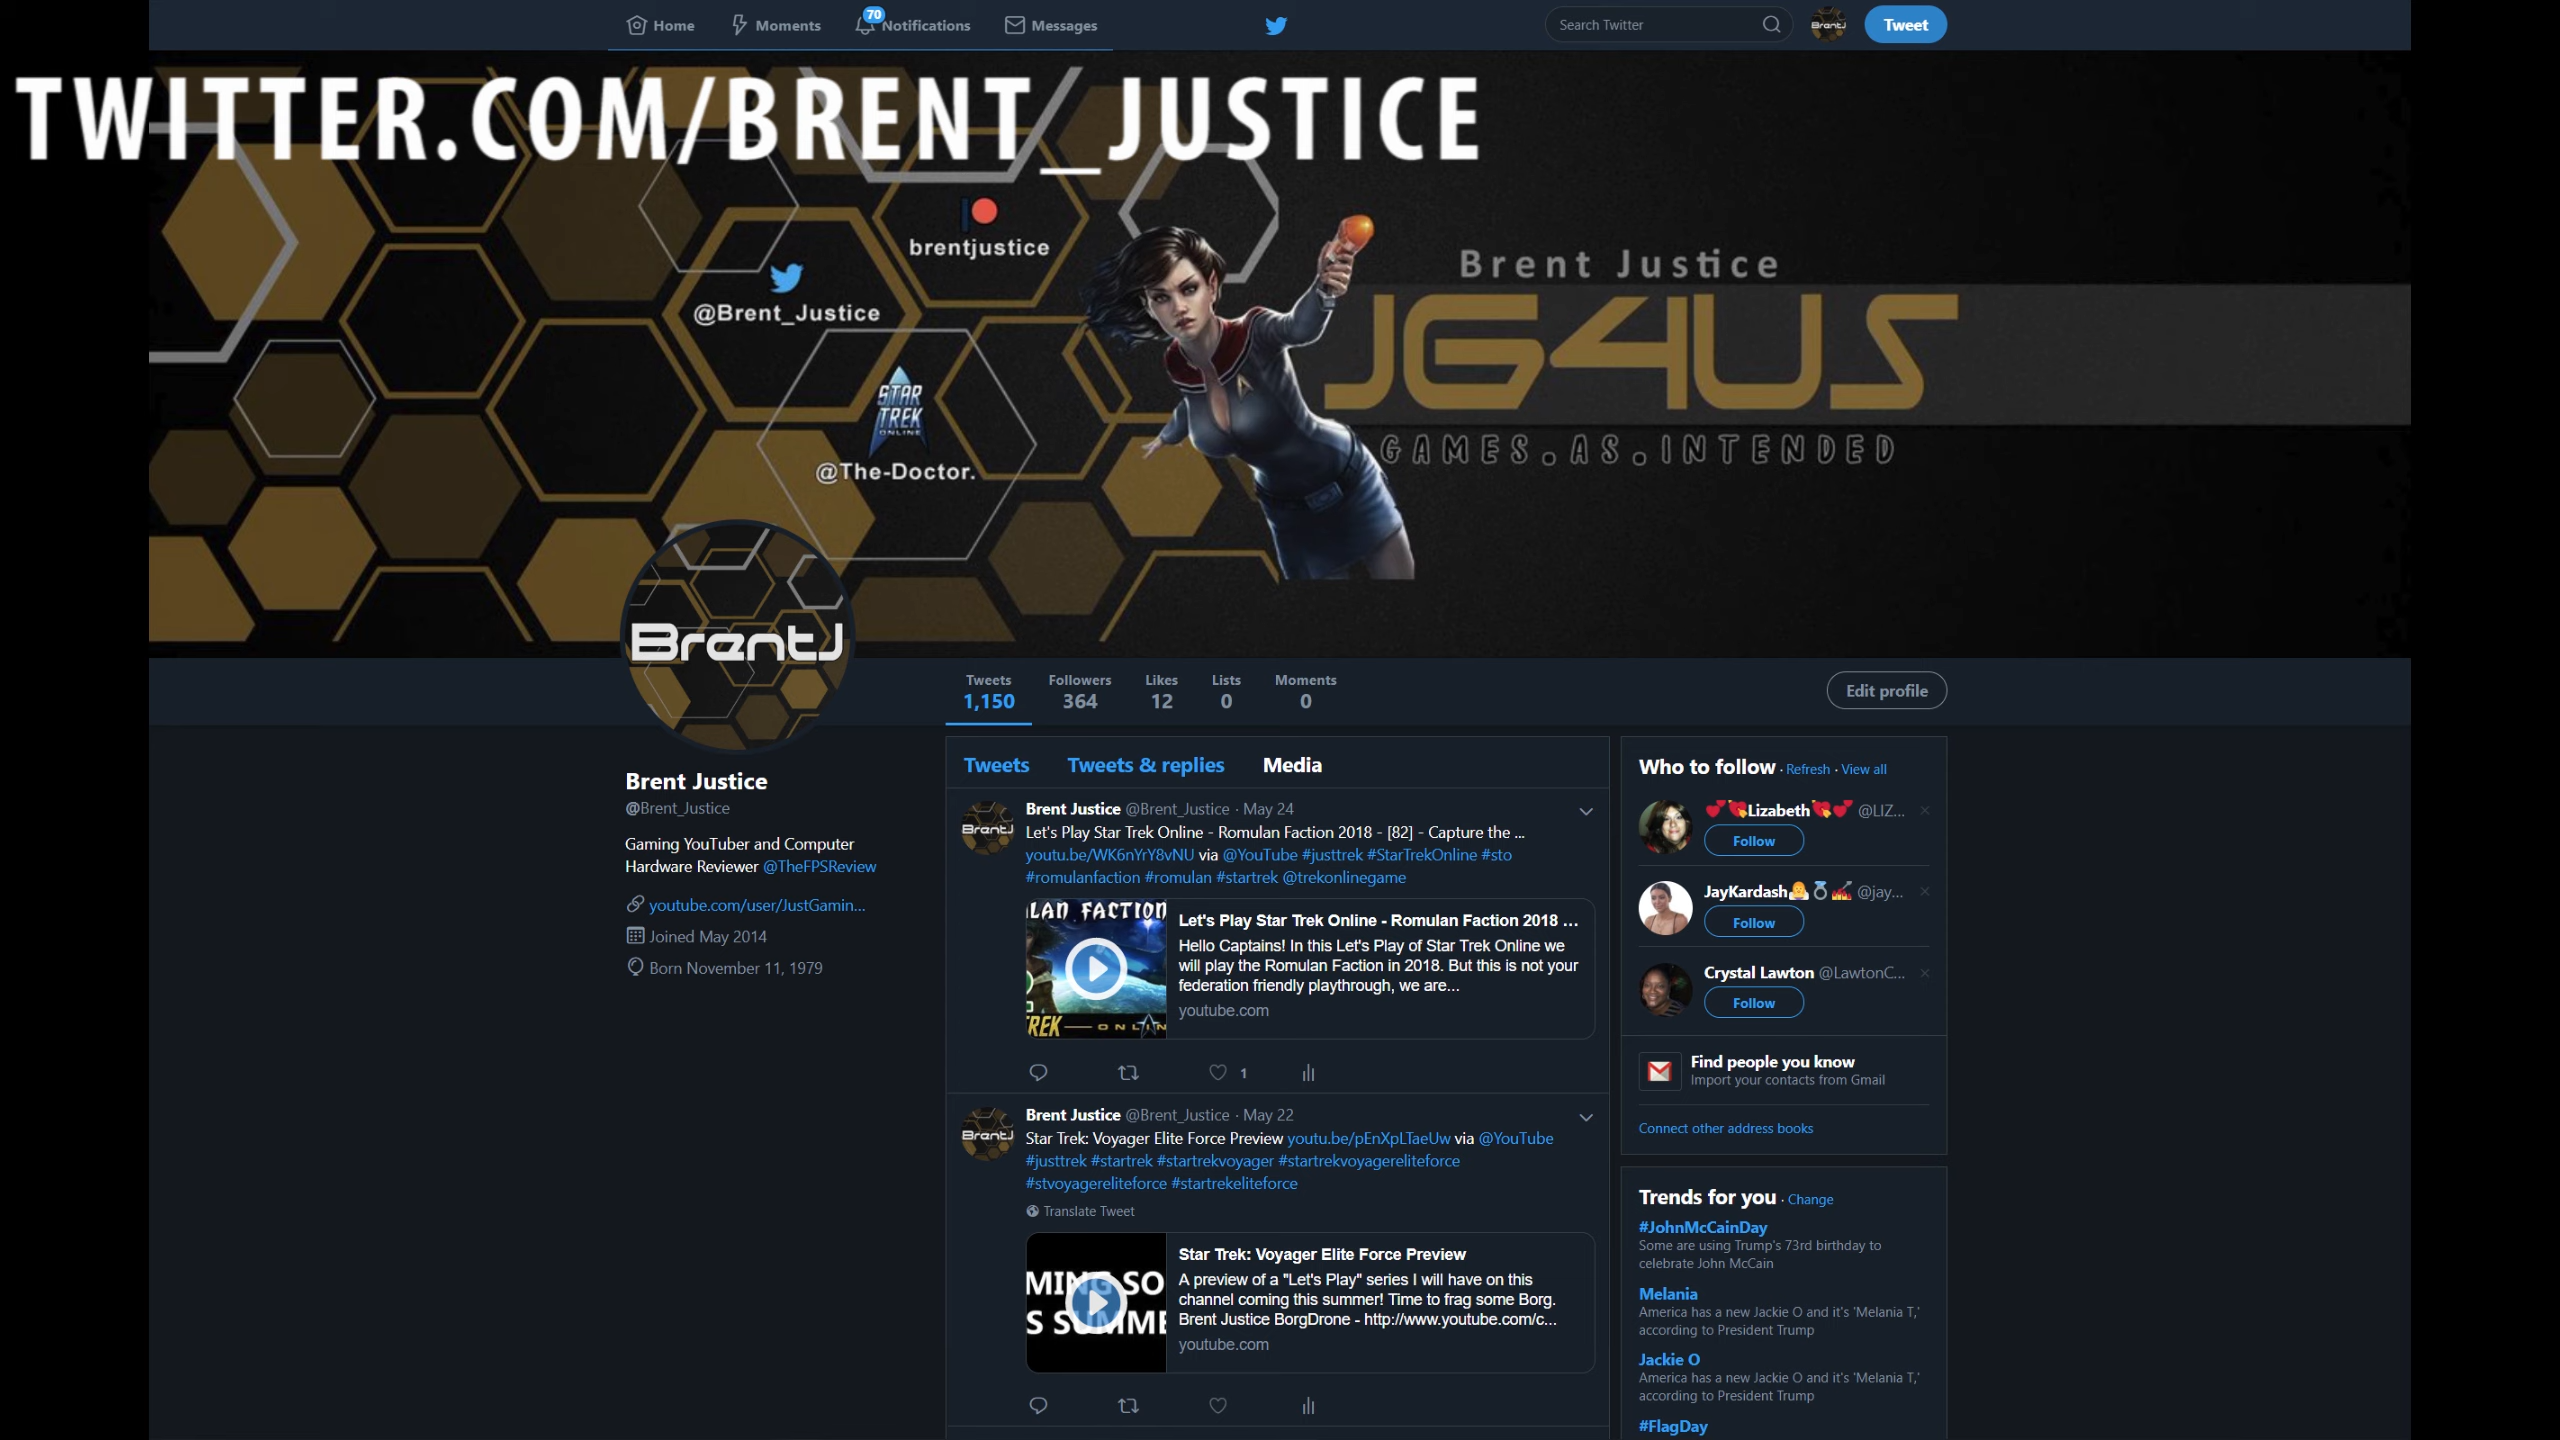 Home
Moments
70
Notifications
Messages
Search Twitter
BrentJ
Tweet
TWITTER.COM/BRENT_JUSTICE
brentjustice
@Brent_Justice
STAR
TREK
ONLINE
@The-Doctor.
Brent Justice
JG4US
GAMES.AS.INTENDED
BrentJ
Tweets
1,150
Followers
364
Likes
12
Lists
0
Moments
0
Edit profile
Brent Justice
@Brent_Justice
Gaming YouTuber and Computer
Hardware Reviewer @TheFPSReview
youtube.com/user/JustGamin...
Joined May 2014
Born November 11, 1979
Tweets
Tweets & replies
Media
BrentJ
Brent Justice @Brent_Justice · May 24
Let's Play Star Trek Online - Romulan Faction 2018 - [82] - Capture the ...
youtu.be/WK6nYrY8vNU via @YouTube #justtrek #StarTrekOnline #sto
#romulanfaction #romulan #startrek @trekonlinegame
LAN FACTION
REK
ONLIN
Let's Play Star Trek Online - Romulan Faction 2018 ...
Hello Captains! In this Let's Play of Star Trek Online we
will play the Romulan Faction in 2018. But this is not your
federation friendly playthrough, we are...
youtube.com
1
BrentJ
Brent Justice @Brent_Justice · May 22
Star Trek: Voyager Elite Force Preview youtu.be/pEnXpLTaeUw via @YouTube
#justtrek #startrek #startrekvoyager #startrekvoyagereliteforce
#stvoyagereliteforce #startrekeliteforce
Translate Tweet
MING SO
S SUMME
Star Trek: Voyager Elite Force Preview
A preview of a "Let's Play" series I will have on this
channel coming this summer! Time to frag some Borg.
Brent Justice BorgDrone - http://www.youtube.com/c...
youtube.com
Who to follow · Refresh · View all
💕💘Lizabeth💘💕 @LIZ...
Follow
JayKardash @jay...
Follow
Crystal Lawton @LawtonC...
Follow
Find people you know
Import your contacts from Gmail
Connect other address books
Trends for you · Change
#JohnMcCainDay
Some are using Trump's 73rd birthday to
celebrate John McCain
Melania
America has a new Jackie O and it's 'Melania T,'
according to President Trump
Jackie O
America has a new Jackie O and it's 'Melania T,'
according to President Trump
#FlagDay